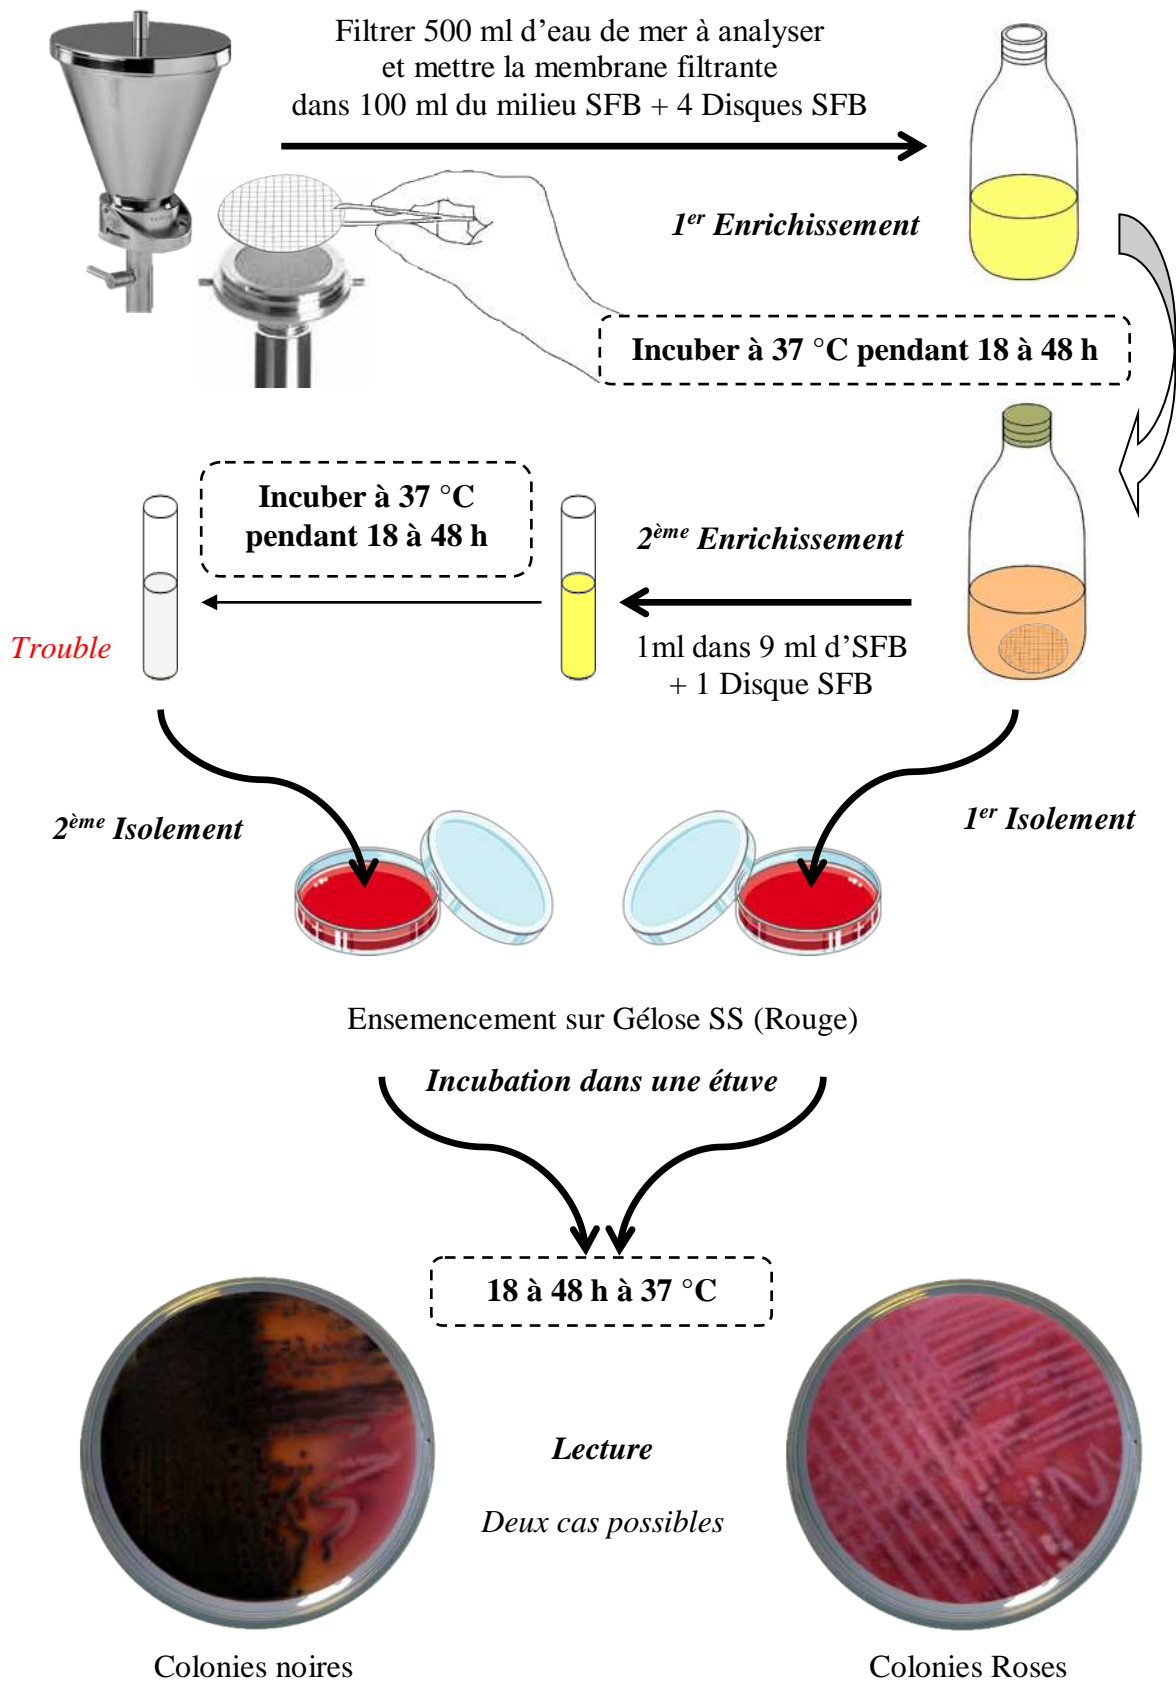 Filtrer 500 ml d'eau de mer à analyser
et mettre la membrane filtrante
dans 100 ml du milieu SFB + 4 Disques SFB
1er Enrichissement
Incuber à 37 °C pendant 18 à 48 h
Incuber à 37 °C
pendant 18 à 48 h
2ème Enrichissement
Trouble
1ml dans 9 ml d'SFB
+ 1 Disque SFB
2ème Isolement
1er Isolement
Ensemencement sur Gélose SS (Rouge)
Incubation dans une étuve
18 à 48 h à 37 °C
Lecture
Deux cas possibles
Colonies noires
Colonies Roses